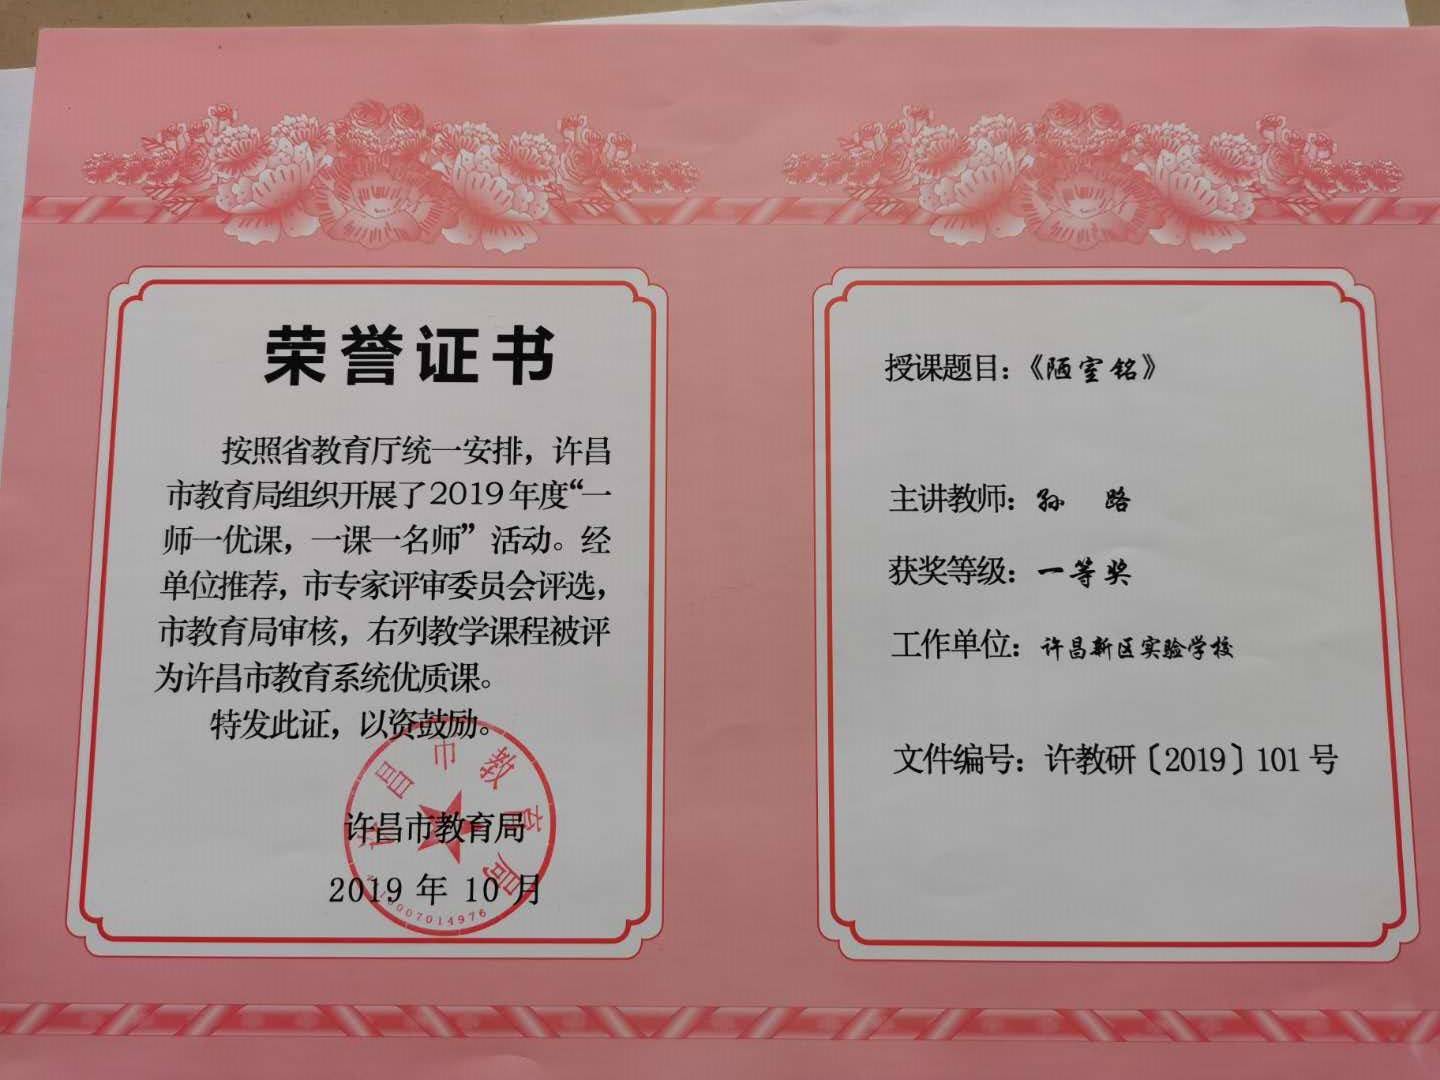 荣誉证书
按照省教育厅统一安排，许昌
市教育局组织开展了2019年度“一
师一优课，一课一名师”活动。经
单位推荐，市专家评审委员会评选，
市教育局审核，右列教学课程被评
为许昌市教育系统优质课。
特发此证，以资鼓励。
许昌市教育局
许昌市教育局
2019 年 10 月
授课题目：《陋室铭》
主讲教师：孙 路
获奖等级：一等奖
工作单位：许昌新区实验学校
文件编号：许教研〔2019〕101 号